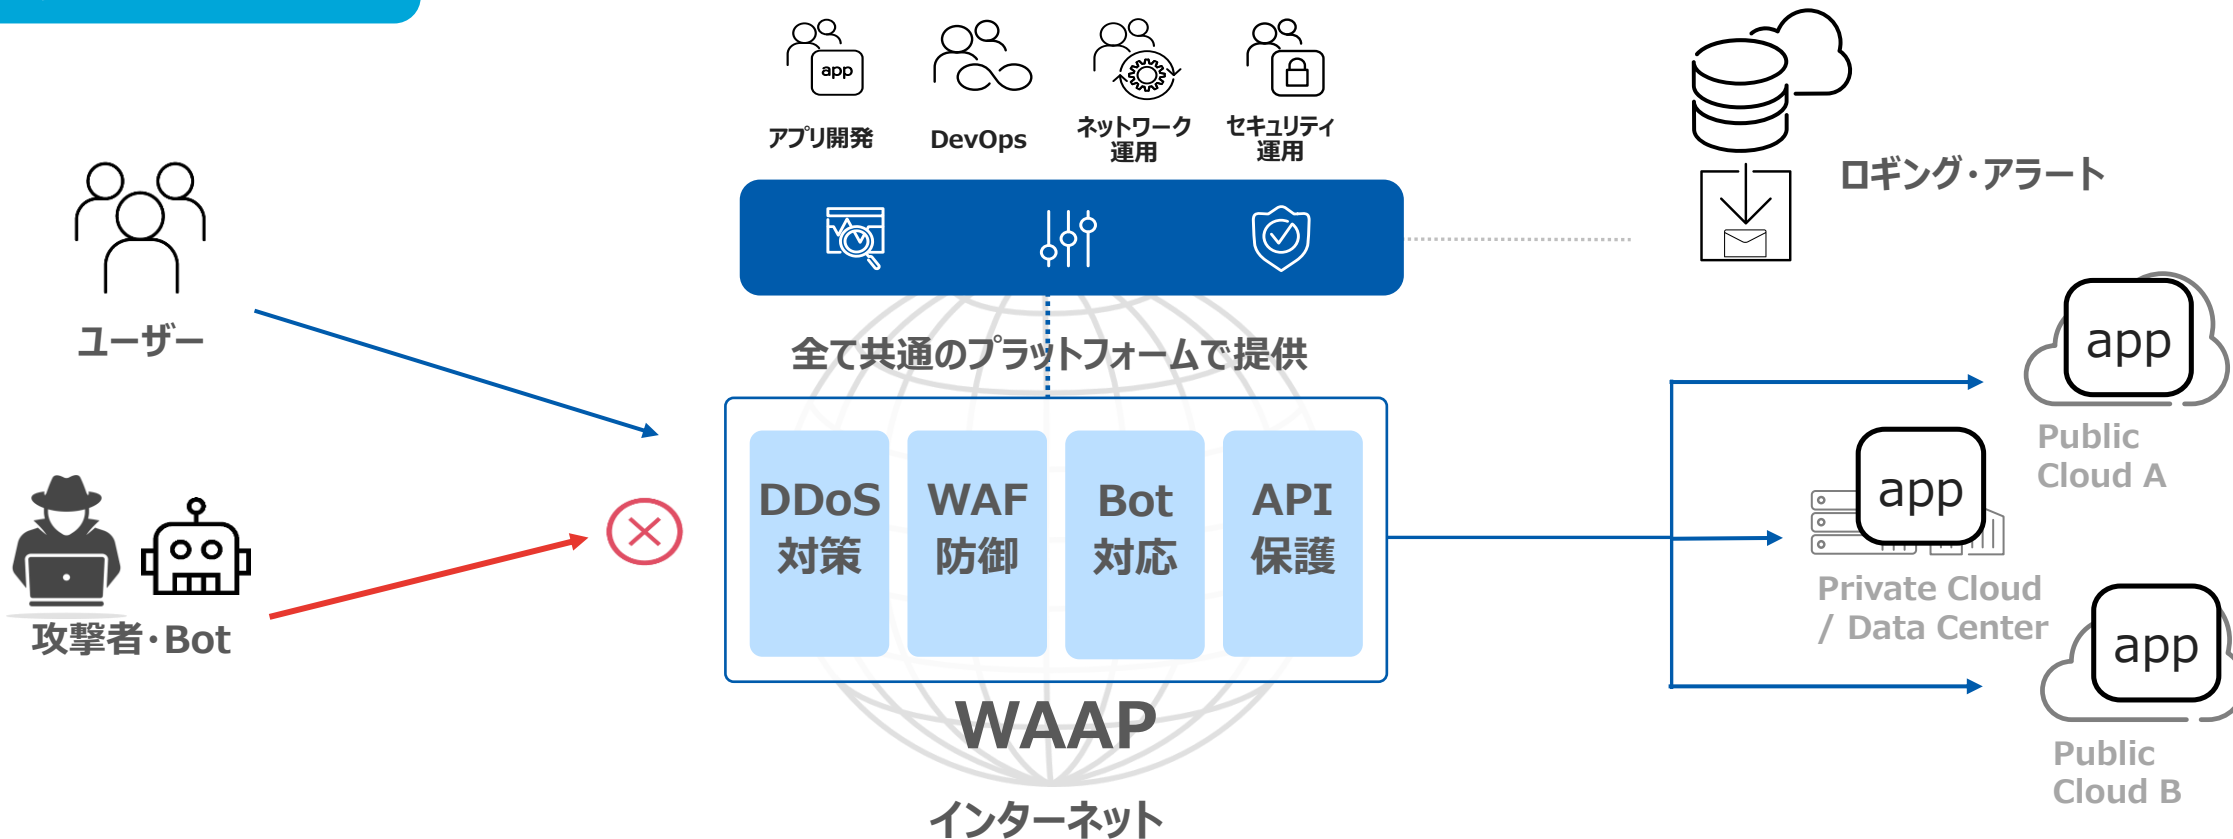 app
アプリ開発
DevOps
ネットワーク
運用
セキュリティ
運用
ロギング・アラート
ユーザー
全て共通のプラットフォームで提供
攻撃者・Bot
DDoS
対策
WAF
防御
Bot
対応
API
保護
WAAP
インターネット
app
Public
Cloud A
app
Private Cloud
/ Data Center
app
Public
Cloud B